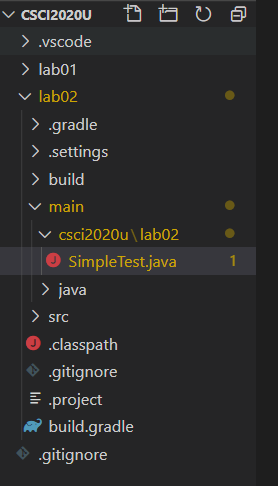 CSCI2020U
.vscode
lab01
lab02
.gradle
.settings
build
main
csci2020u\lab02
J SimpleTest.java 1
java
src
J .classpath
.gitignore
.project
build.gradle
.gitignore